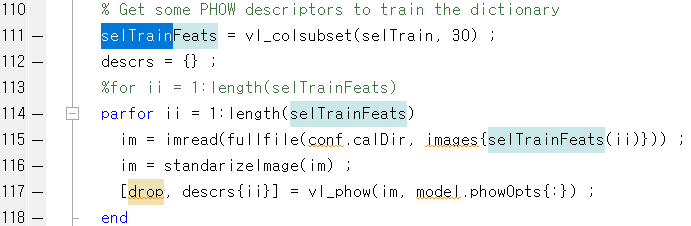 110 % Get some PHOW descriptors to train the dictionary
111 – selTrainFeats = vl_colsubset(selTrain, 30) ;
112 – descrs = {} ;
113 %for ii = 1:length(selTrainFeats)
114 – parfor ii = 1:length(selTrainFeats)
115 – im = imread(fullfile(conf.calDir, images{selTrainFeats(ii)})) ;
116 – im = standarizeImage(im) ;
117 – [drop, descrs{ii}] = vl_phow(im, model.phowOpts{:}) ;
118 – end